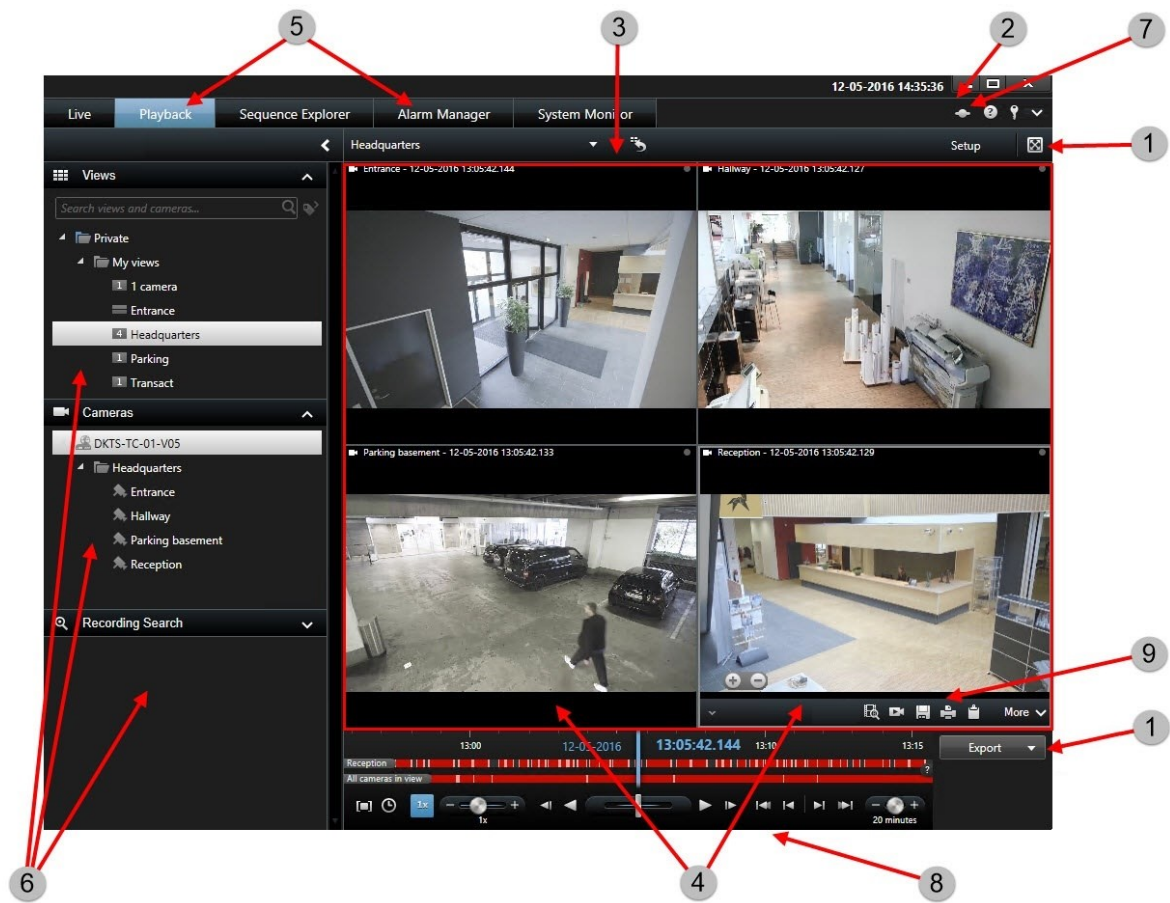 5
3
2
7
12-05-2016 14:35:36
Live
Playback
Sequence Explorer
Alarm Manager
System Monitor
Headquarters
Setup
1
Views
Search views and cameras...
Private
My views
1 1 camera
Entrance
4 Headquarters
1 Parking
1 Transact
Cameras
DKTS-TC-01-V05
Headquarters
Entrance
Hallway
Parking basement
Reception
Recording Search
Entrance - 12-05-2016 13:05:42.144
Hallway - 12-05-2016 13:05:42.127
Parking basement - 12-05-2016 13:05:42.133
Reception - 12-05-2016 13:05:42.129
9
More
1
13:00
12-05-2016
13:05:42.144
13:10
13:15
Export
Reception
?
All cameras in view
1x
1x
20 minutes
6
4
8